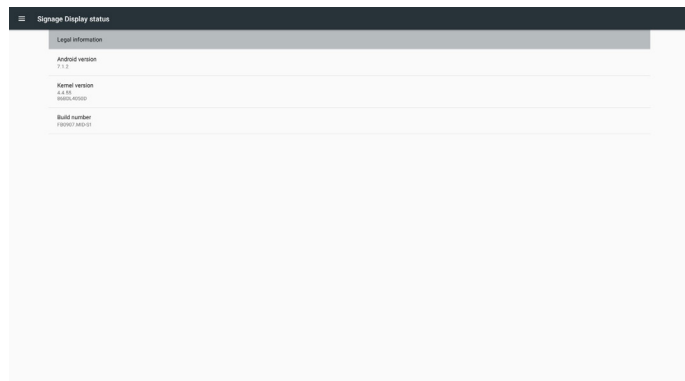 Signage Display status
Legal information
Android version
7.1.2
Kernel version
4.4.55
Build number